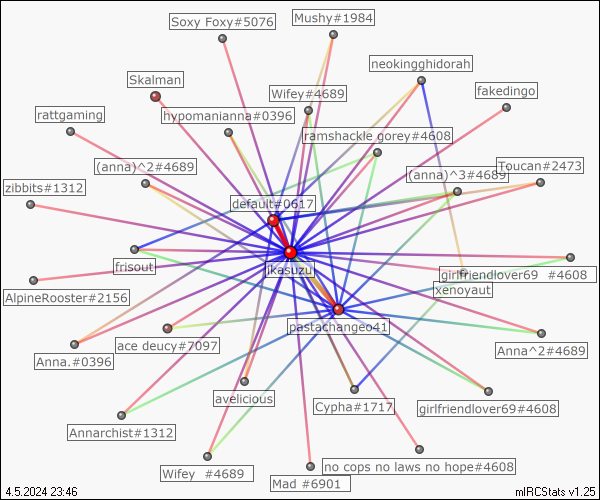 Soxy Foxy#5076
Mushy#1984
neokingghidorah
Skalman
Wifey#4689
fakedingo
rattgaming
hypomanianna#0396
ramshackle gorey#4608
(anna)^2#4689
(anna)^3#4689
Toucan#2473
zibbits#1312
default#0617
frisout
ikasuzu
girlfriendlover69 #4608
xenoyaut
AlpineRooster#2156
pastachangeo41
Anna.#0396
ace deucy#7097
Anna^2#4689
avelicious
Cypha#1717
girlfriendlover69#4608
Annarchist#1312
Wifey #4689
Mad #6901
no cops no laws no hope#4608
4.5.2024 23:46
mIRCStats v1.25